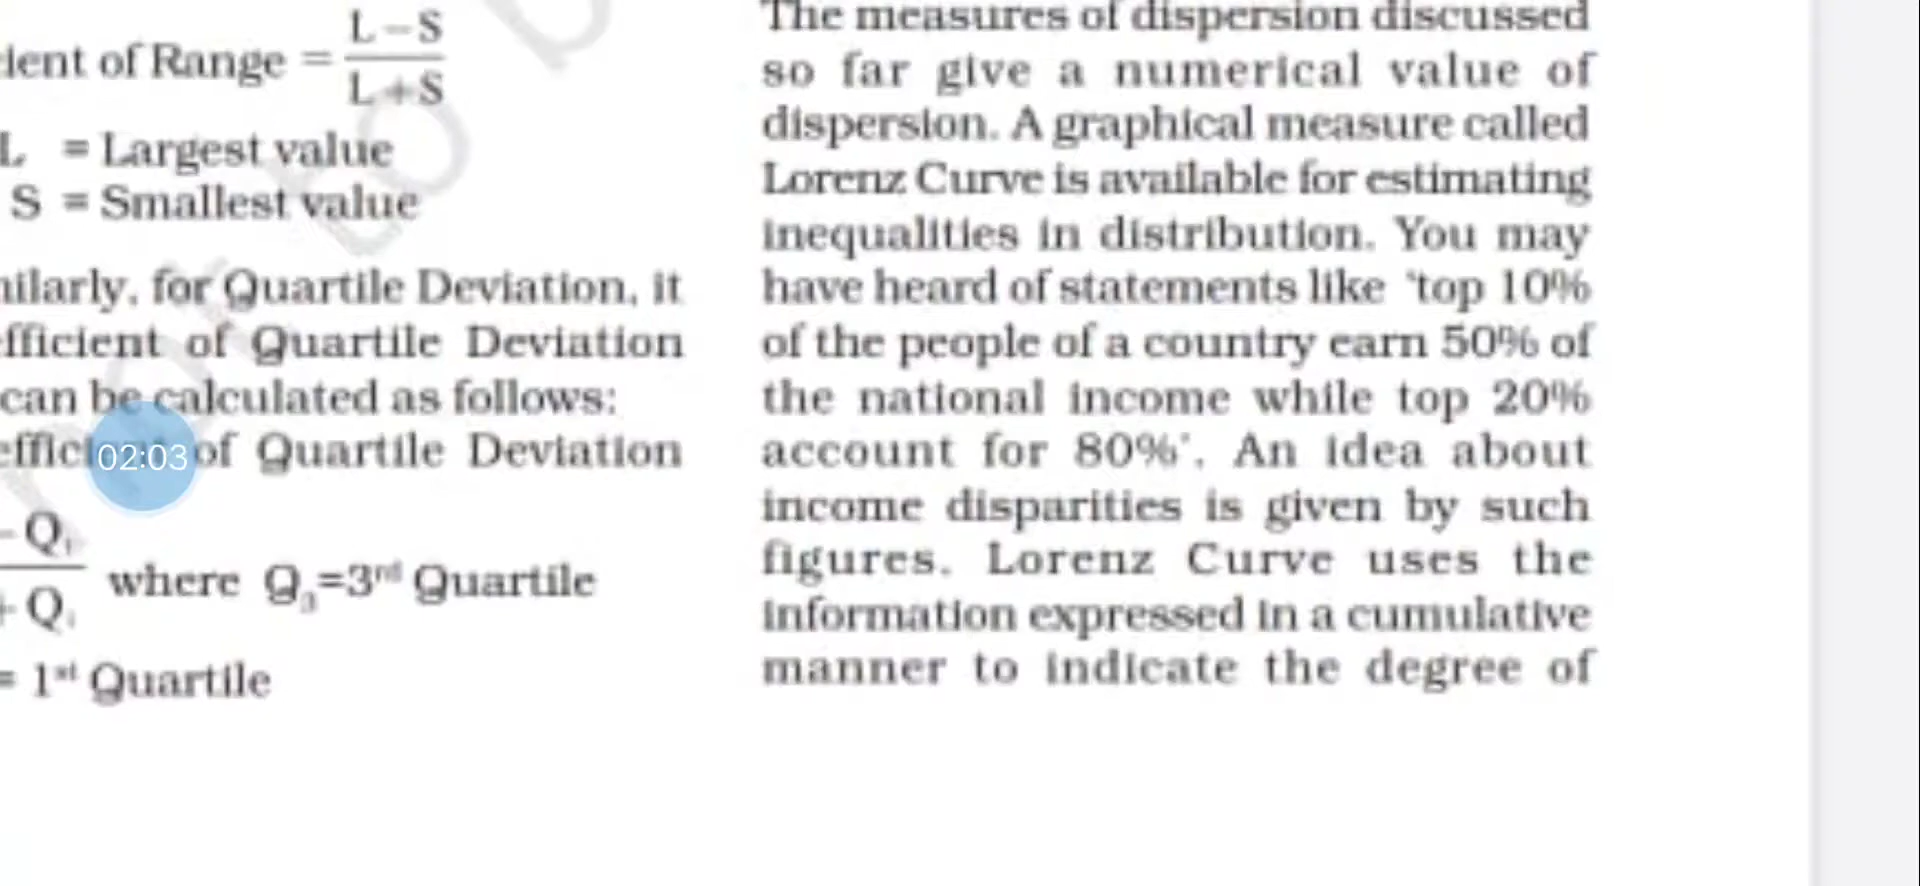 ient of Range = L-S
L+S
L = Largest value
S = Smallest value
ilarly, for Quartile Deviation, it
fficient of Quartile Deviation
can be calculated as follows:
of Quartile Deviation
02:03
- Q₁
+ Q₁
where Q₃=3rd Quartile
= 1st Quartile
The measures of dispersion discussed
so far give a numerical value of
dispersion. A graphical measure called
Lorenz Curve is available for estimating
inequalities in distribution. You may
have heard of statements like 'top 10%
of the people of a country earn 50% of
the national income while top 20%
account for 80%'. An idea about
income disparities is given by such
figures. Lorenz Curve uses the
information expressed in a cumulative
manner to indicate the degree of